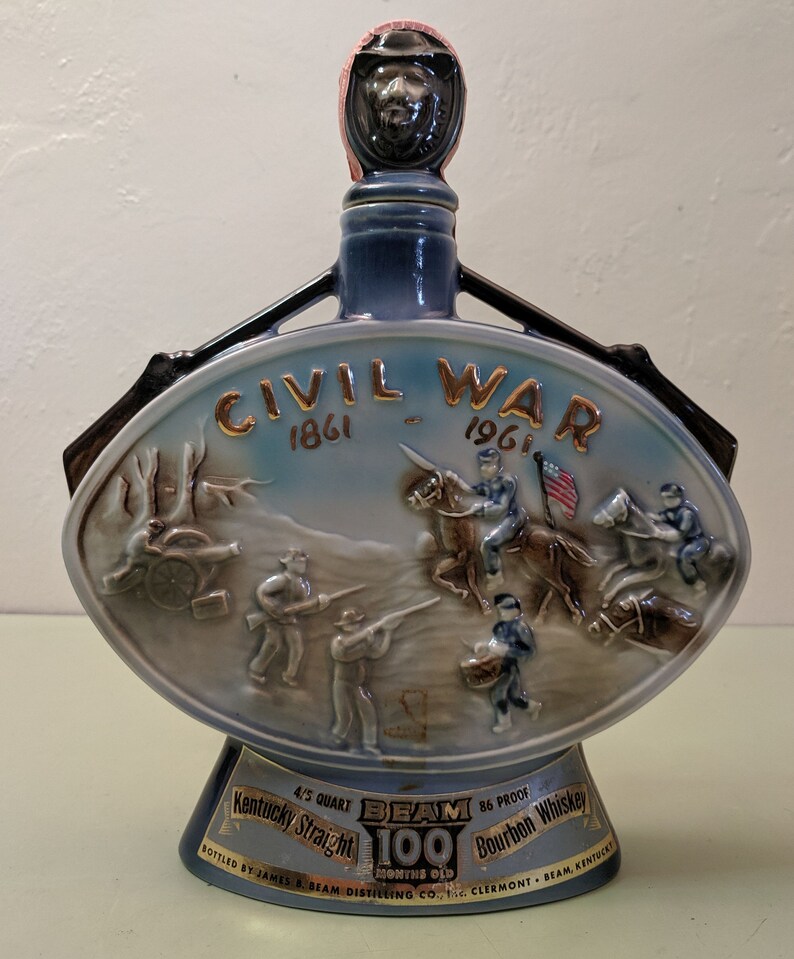 CIVIL WAR
1861 - 1961
4/5 QUART BEAM 86 PROOF
Kentucky Straight 100 Bourbon Whiskey
MONTHS OLD
BOTTLED BY JAMES B. BEAM DISTILLING CO., INC. CLERMONT • BEAM, KENTUCKY